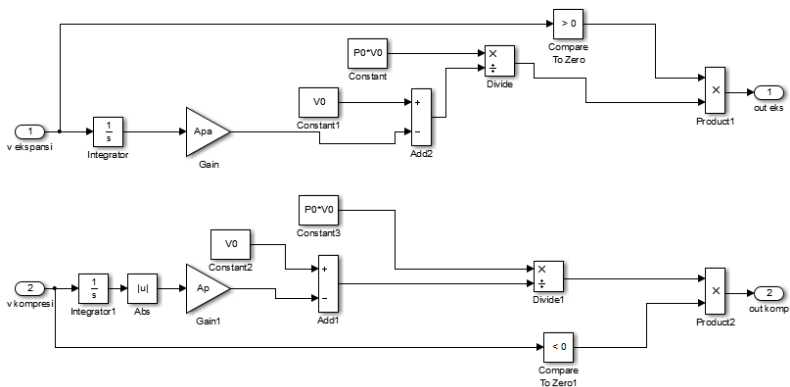 > 0
Compare
To Zero
P0*V0
Constant
×
÷
Divide
V0
Constant1
+
−
Add2
1
v ekspansi
1
s
Integrator
Apa
Gain
×
Product1
1
out eks
P0*V0
Constant3
V0
Constant2
+
−
Add1
2
v kompresi
1
s
Integrator1
|u|
Abs
Ap
Gain1
×
÷
Divide1
×
Product2
2
out komp
< 0
Compare
To Zero1